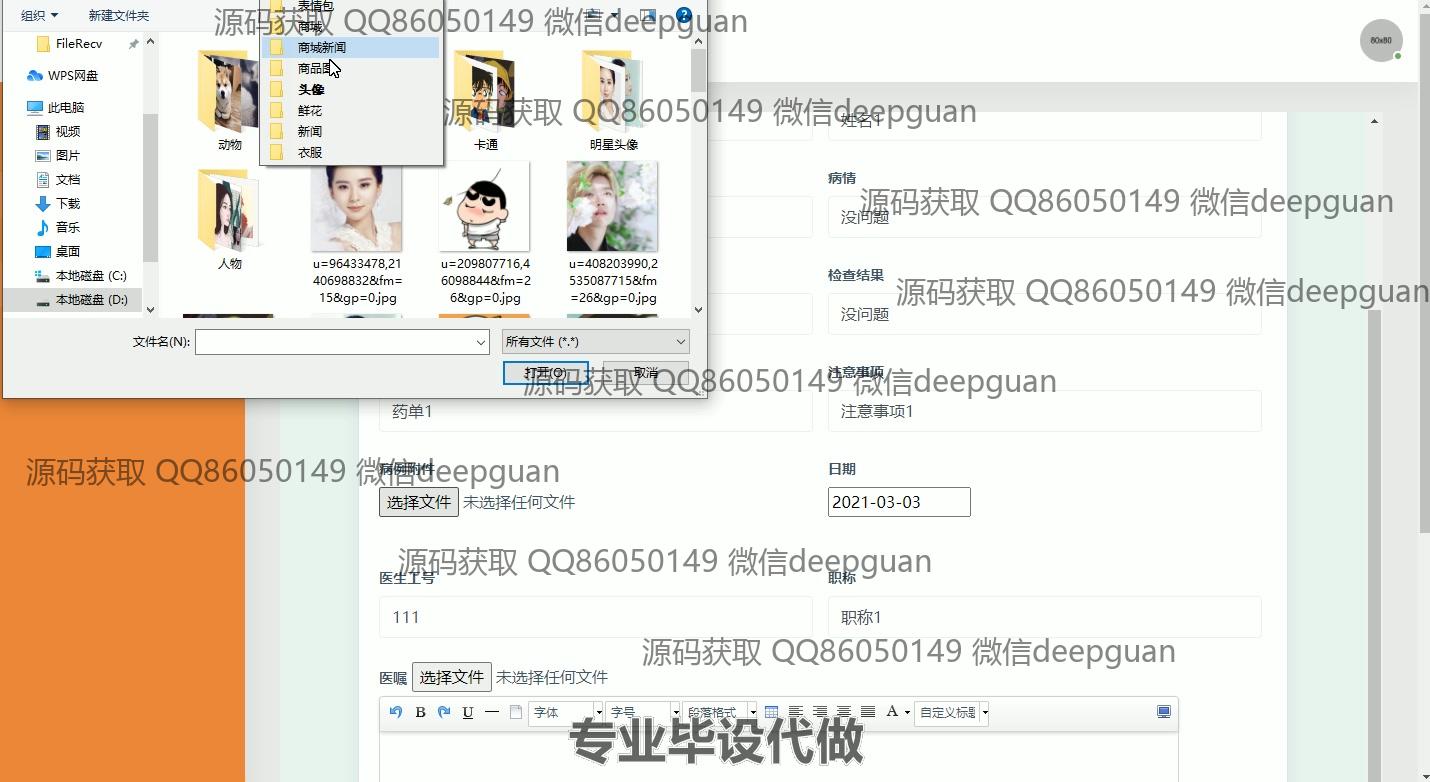 组织
新建文件夹
表情包
商城
商城新闻
商品图
头像
鲜花
新闻
衣服
FileRecv
WPS网盘
此电脑
视频
图片
文档
下载
音乐
桌面
本地磁盘 (C:)
本地磁盘 (D:)
动物
卡通
明星头像
人物
u=96433478,2140698832&fm=15&gp=0.jpg
u=209807716,46098844&fm=26&gp=0.jpg
u=408203990,2535087715&fm=26&gp=0.jpg
文件名(N):
所有文件 (*.*)
打开(O)
取消
80x80
姓名1
病情
没问题
检查结果
没问题
注意事项
药单1
注意事项1
病例附件
选择文件 未选择任何文件
日期
2021-03-03
医生工号
111
职称
职称1
医嘱 选择文件 未选择任何文件
B U 字体 字号 段落格式 A 自定义标题
源码获取 QQ86050149 微信deepguan
源码获取 QQ86050149 微信deepguan
源码获取 QQ86050149 微信deepguan
源码获取 QQ86050149 微信deepguan
源码获取 QQ86050149 微信deepguan
源码获取 QQ86050149 微信deepguan
源码获取 QQ86050149 微信deepguan
源码获取 QQ86050149 微信deepguan
专业毕设代做